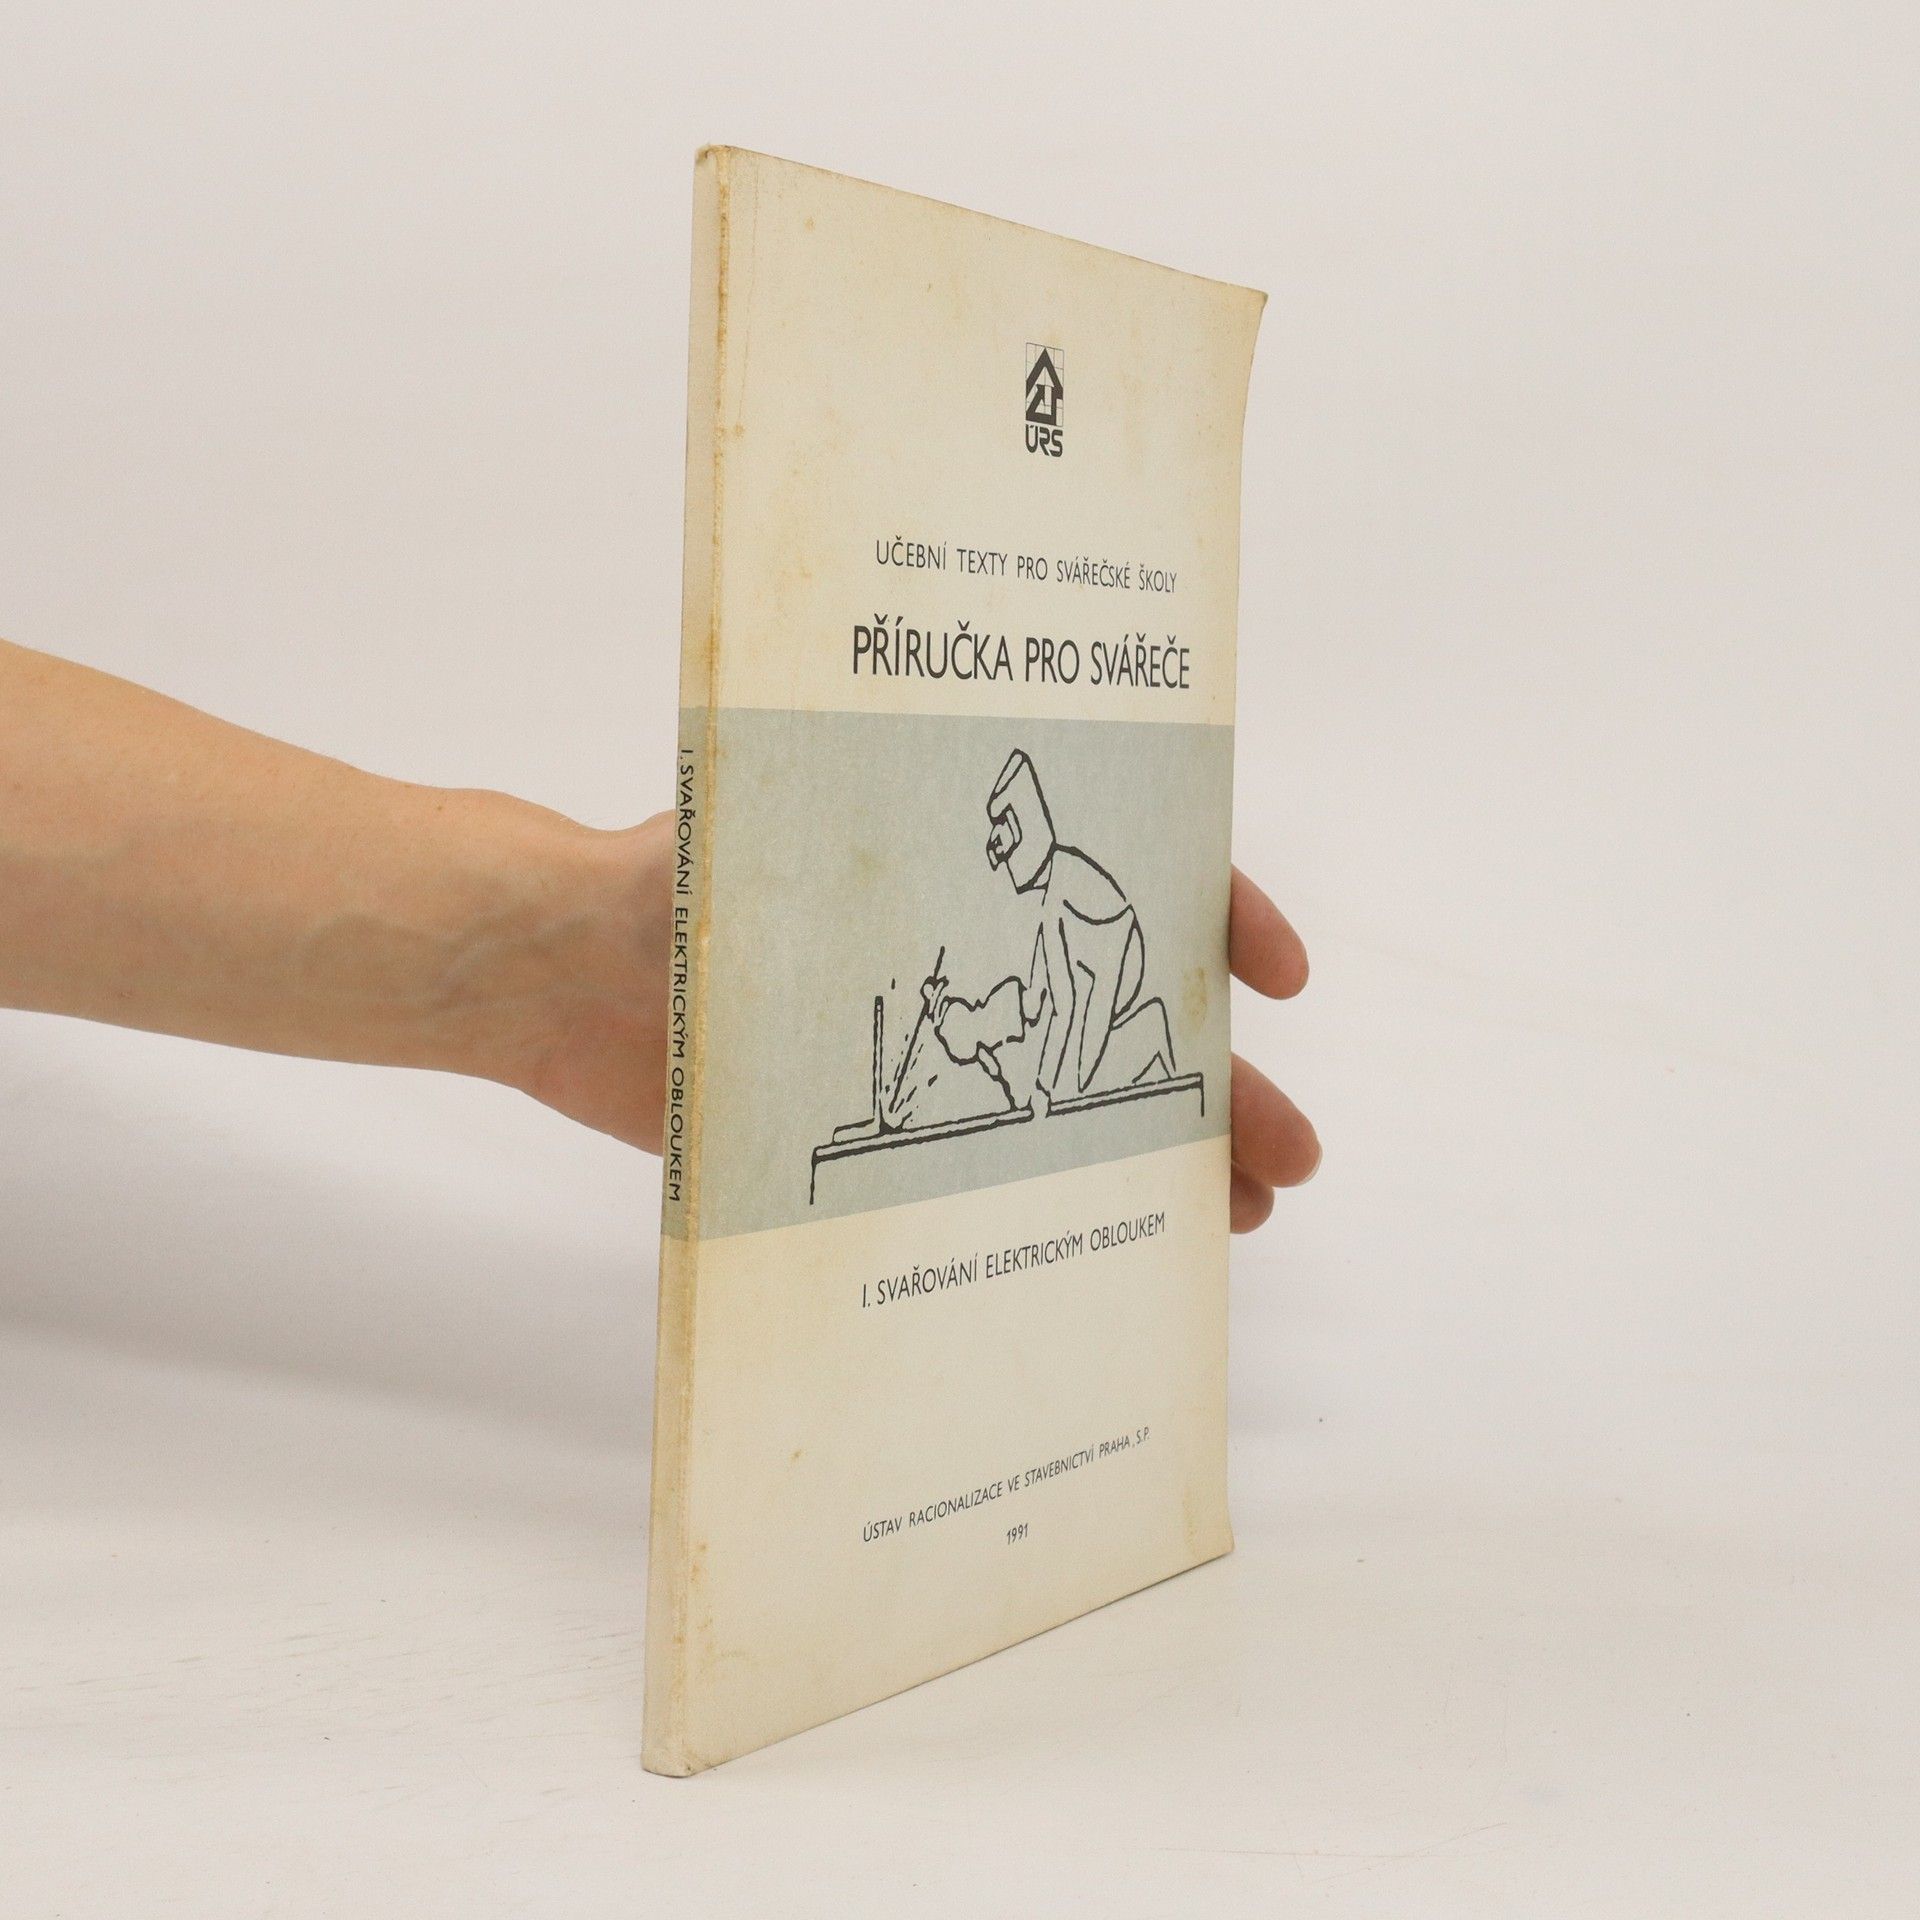 I. SVAŘOVÁNÍ ELEKTRICKÝM OBLOUKEM
ÚRS
UČEBNÍ TEXTY PRO SVÁŘEČSKÉ ŠKOLY
PŘÍRUČKA PRO SVÁŘEČE
I. SVAŘOVÁNÍ ELEKTRICKÝM OBLOUKEM
ÚSTAV RACIONALIZACE VE STAVEBNICTVÍ PRAHA, S.P.
1991